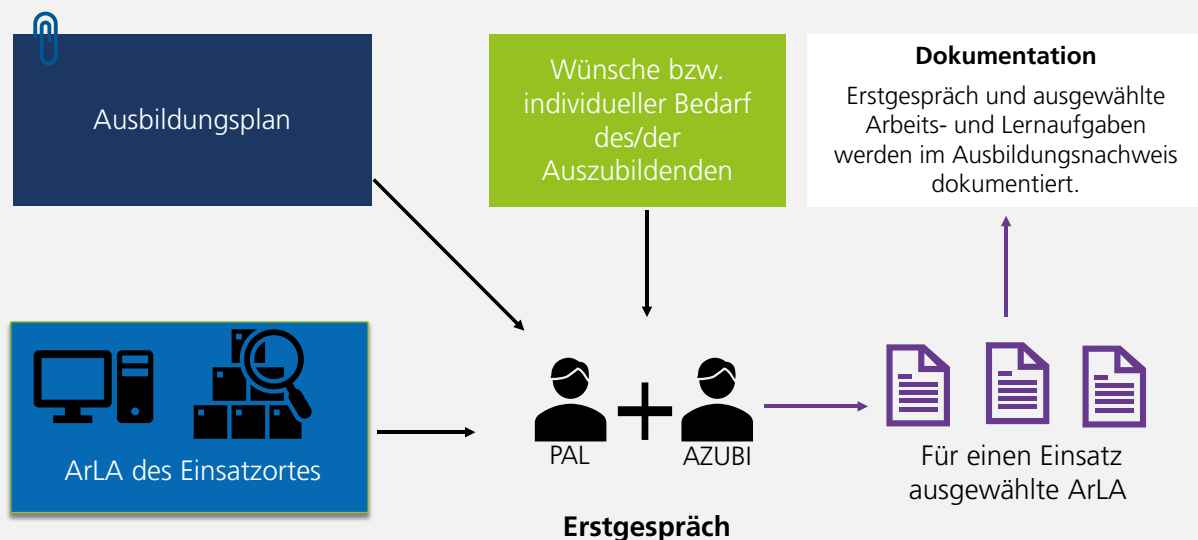 Ausbildungsplan
Wünsche bzw.
individueller Bedarf
des/der
Auszubildenden
Dokumentation
Erstgespräch und ausgewählte
Arbeits- und Lernaufgaben
werden im Ausbildungsnachweis
dokumentiert.
ArLA des Einsatzortes
PAL
AZUBI
Erstgespräch
Für einen Einsatz
ausgewählte ArLA